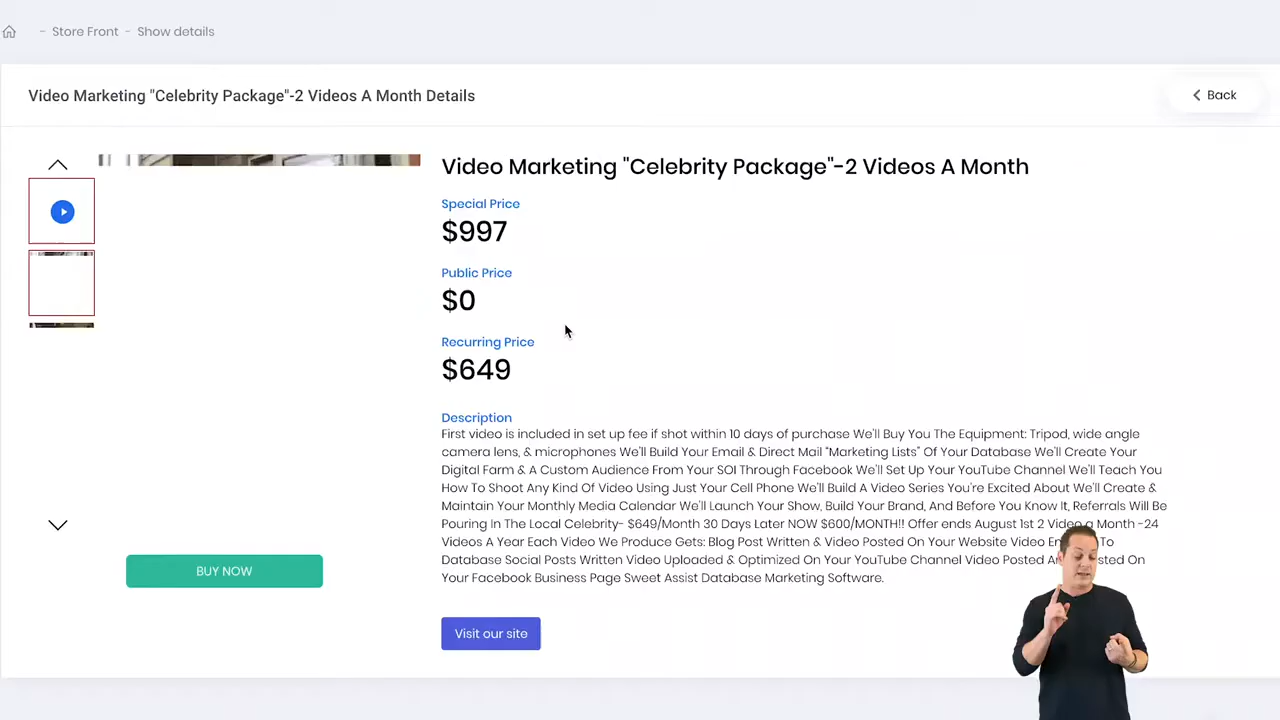 - Store Front - Show details
Video Marketing "Celebrity Package"-2 Videos A Month Details
Back
Video Marketing "Celebrity Package"-2 Videos A Month
Special Price
$997
Public Price
$0
Recurring Price
$649
Description
First video is included in set up fee if shot within 10 days of purchase We'll Buy You The Equipment: Tripod, wide angle
camera lens, & microphones We'll Build Your Email & Direct Mail "Marketing Lists" Of Your Database We'll Create Your
Digital Farm & A Custom Audience From Your SOI Through Facebook We'll Set Up Your YouTube Channel We'll Teach You
How To Shoot Any Kind Of Video Using Just Your Cell Phone We'll Build A Video Series You're Excited About We'll Create &
Maintain Your Monthly Media Calendar We'll Launch Your Show, Build Your Brand, And Before You Know It, Referrals Will Be
Pouring In The Local Celebrity- $649/Month 30 Days Later NOW $600/MONTH!! Offer ends August 1st 2 Video a Month -24
Videos A Year Each Video We Produce Gets: Blog Post Written & Video Posted On Your Website Video To
Database Social Posts Written Video Uploaded & Optimized On Your YouTube Channel Video Posted On
Your Facebook Business Page Sweet Assist Database Marketing Software.
BUY NOW
Visit our site